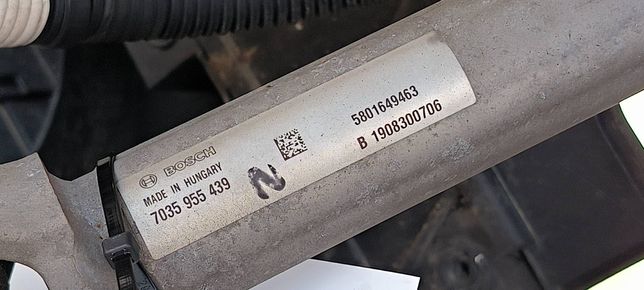 BOSCH
MADE IN HUNGARY
7035 955 439
N
5801649463
B 1908300706